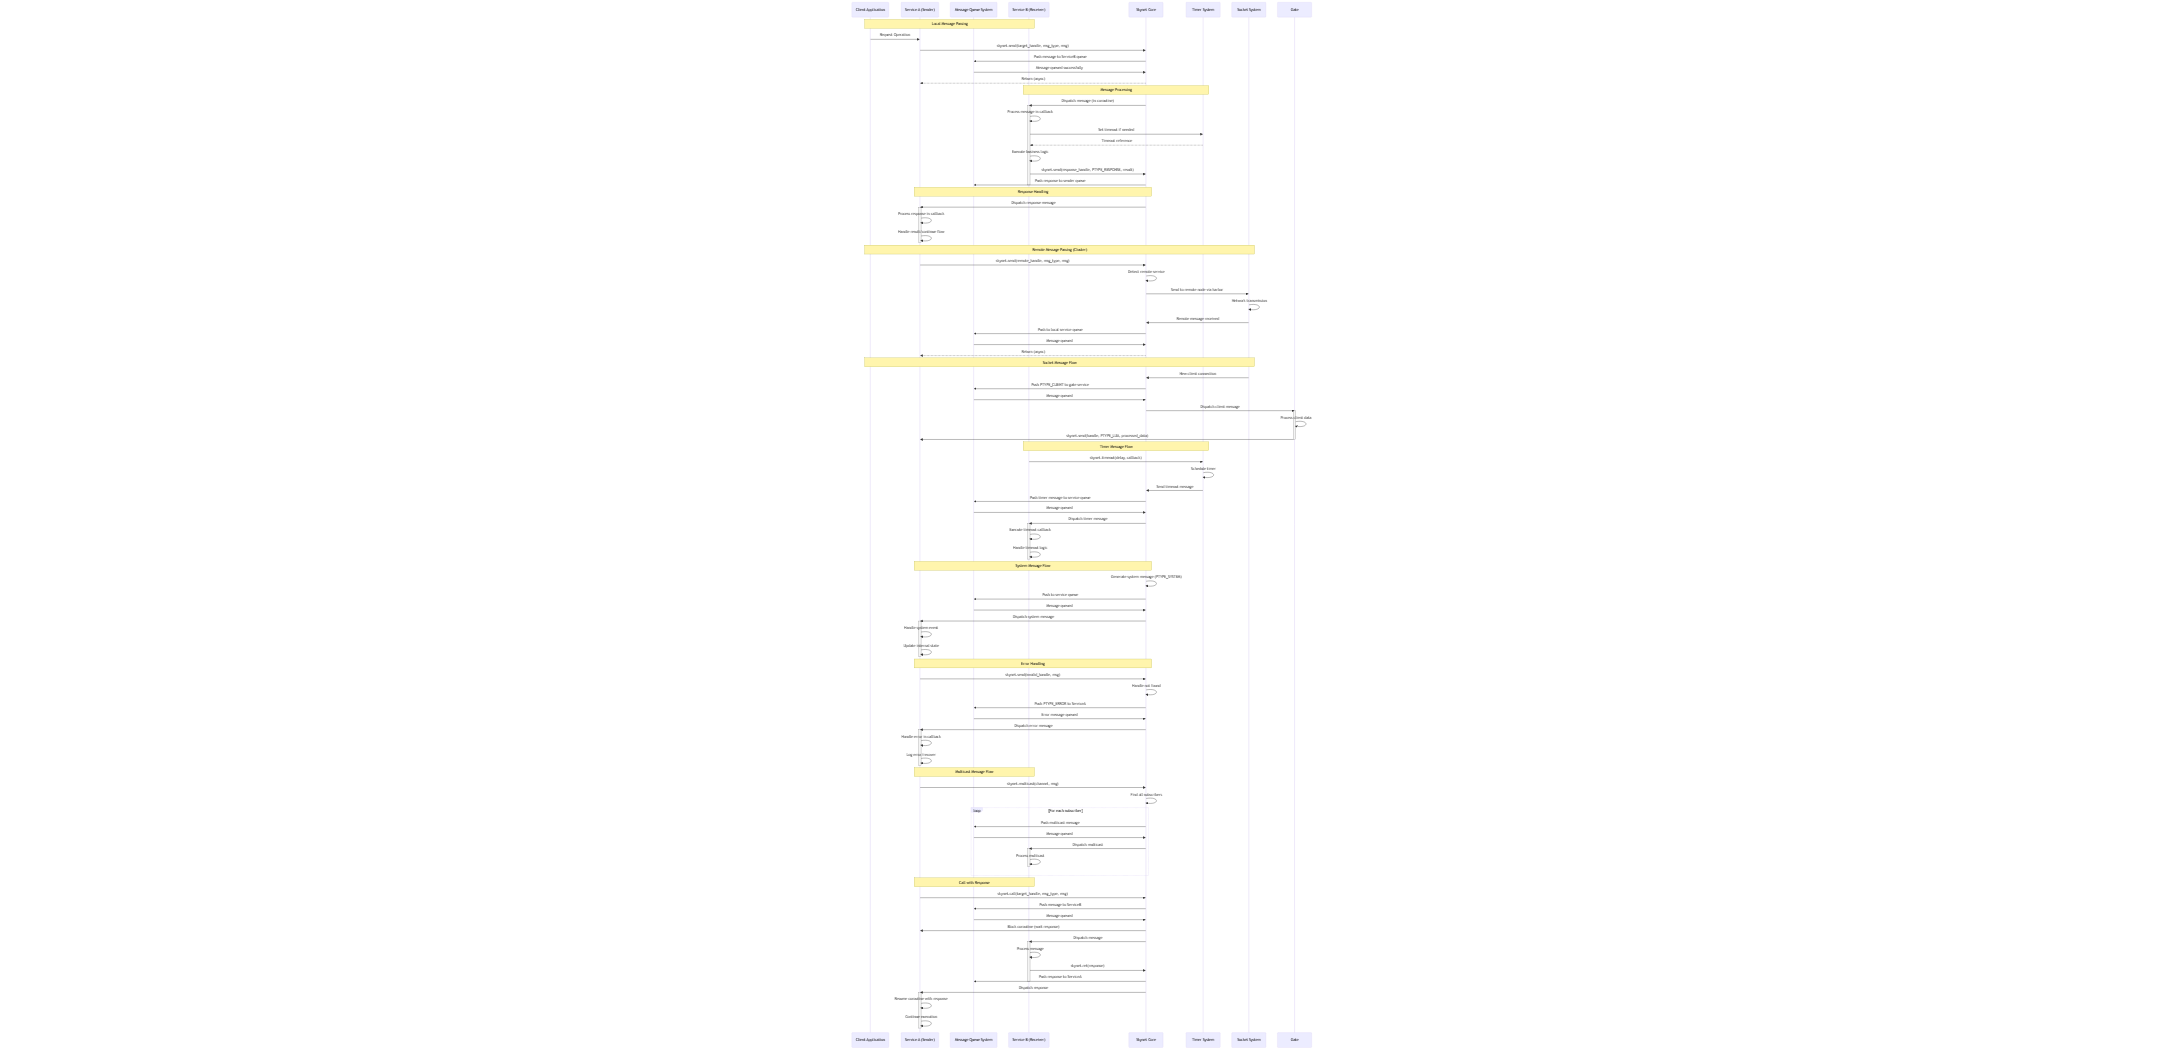 Client Application
Service A (Sender)
Message Queue System
Service B (Receiver)
Skynet Core
Timer System
Socket System
Gate
Local Message Passing
Request Operation
skynet.send(target_handle, msg_type, msg)
Push message to ServiceB queue
Message queued successfully
Return (async)
Message Processing
Dispatch message (in coroutine)
Process message in callback
Set timeout if needed
Timeout reference
Execute business logic
skynet.send(response_handle, PTYPE_RESPONSE, result)
Push response to sender queue
Response Handling
Dispatch response message
Process response in callback
Handle result/continue flow
Remote Message Passing (Cluster)
skynet.send(remote_handle, msg_type, msg)
Detect remote service
Send to remote node via harbor
Network transmission
Remote message received
Push to local service queue
Message queued
Return (async)
Socket Message Flow
New client connection
Push PTYPE_CLIENT to gate service
Message queued
Dispatch client message
Process client data
skynet.send(handle, PTYPE_LUA, processed_data)
Timer Message Flow
skynet.timeout(delay, callback)
Schedule timer
Send timeout message
Push timer message to service queue
Message queued
Dispatch timer message
Execute timeout callback
Handle timeout logic
System Message Flow
Generate system message (PTYPE_SYSTEM)
Push to service queue
Message queued
Dispatch system message
Handle system event
Update internal state
Error Handling
skynet.send(invalid_handle, msg)
Handle not found
Push PTYPE_ERROR to ServiceA
Error message queued
Dispatch error message
Handle error in callback
Log error/recover
Multicast Message Flow
skynet.multicast(channel, msg)
Find all subscribers
loop
[For each subscriber]
Push multicast message
Message queued
Dispatch multicast
Process multicast
Call with Response
skynet.call(target_handle, msg_type, msg)
Push message to ServiceB
Message queued
Block coroutine (wait response)
Dispatch message
Process message
skynet.ret(response)
Push response to ServiceA
Dispatch response
Resume coroutine with response
Continue execution
Client Application
Service A (Sender)
Message Queue System
Service B (Receiver)
Skynet Core
Timer System
Socket System
Gate